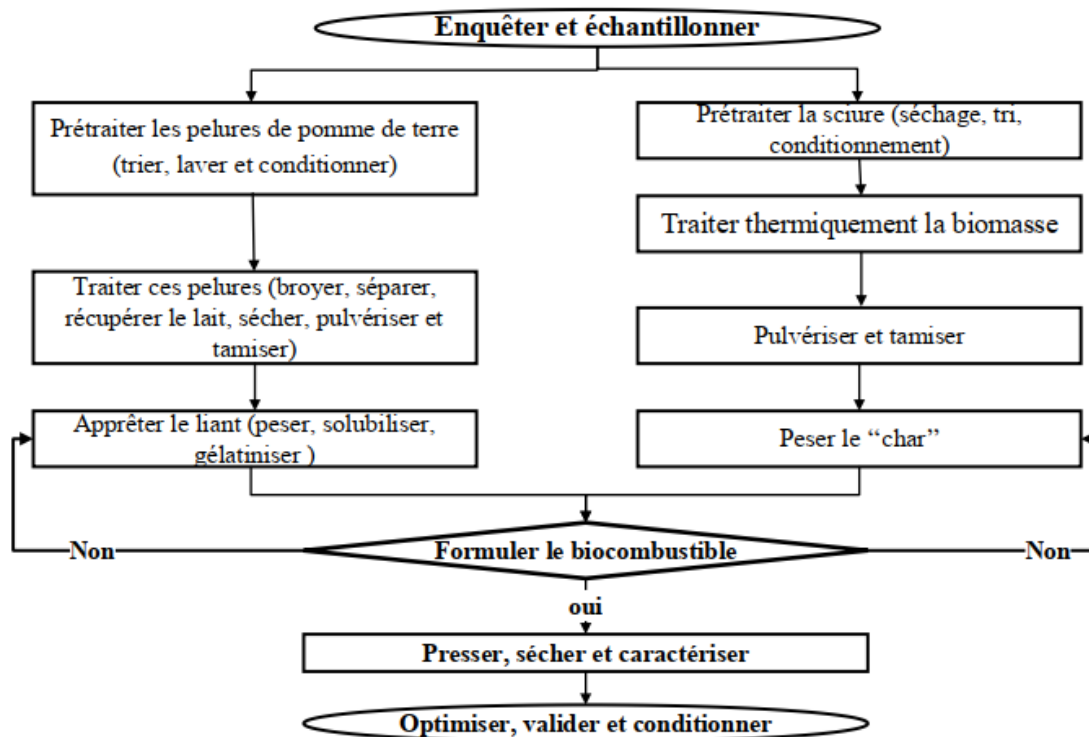 Enquêter et échantillonner
Prétraiter les pelures de pomme de terre
(trier, laver et conditionner)
Traiter ces pelures (broyer, séparer,
récupérer le lait, sécher, pulvériser et
tamiser)
Apprêter le liant (peser, solubiliser,
gélatiniser )
Prétraiter la sciure (séchage, tri,
conditionnement)
Traiter thermiquement la biomasse
Pulvériser et tamiser
Peser le “char”
Non
Formuler le biocombustible
Non
oui
Presser, sécher et caractériser
Optimiser, valider et conditionner